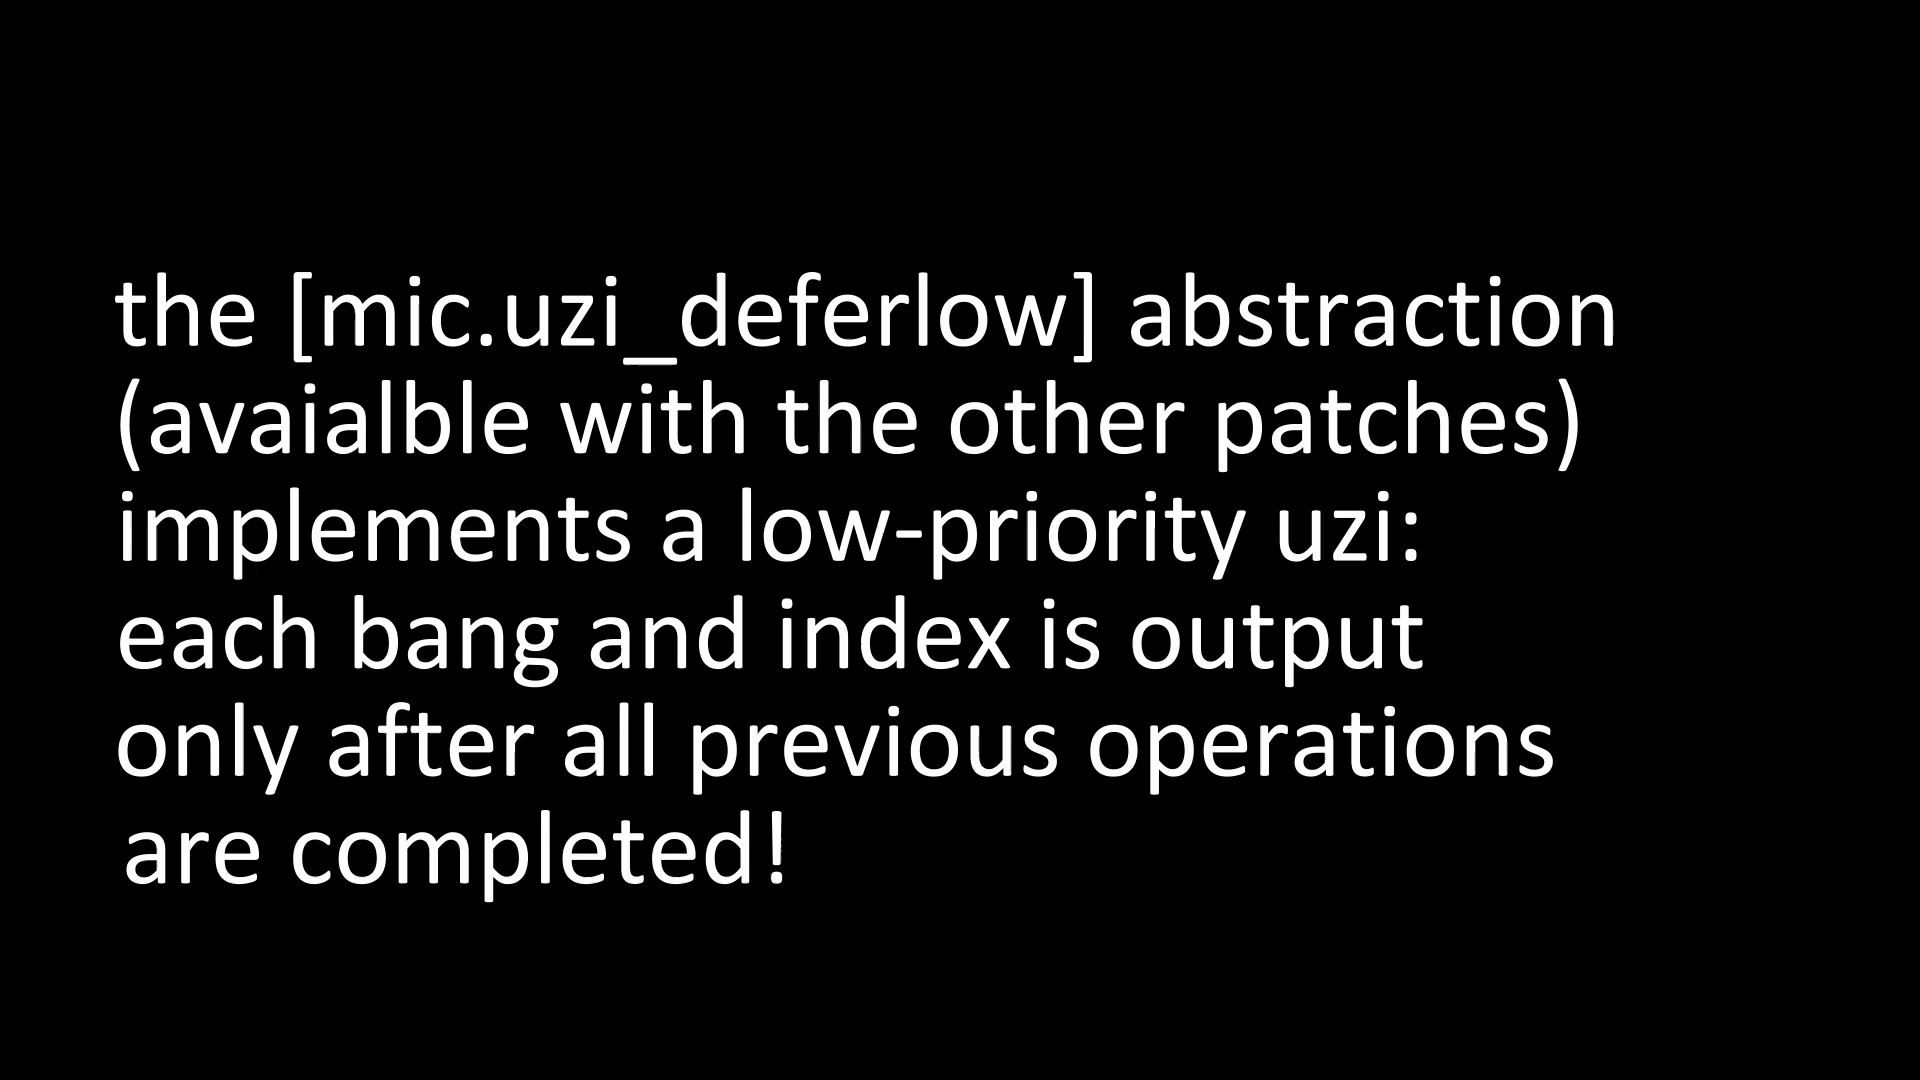 the [mic.uzi_deferlow] abstraction
(avaialble with the other patches)
implements a low-priority uzi:
each bang and index is output
only after all previous operations
are completed!